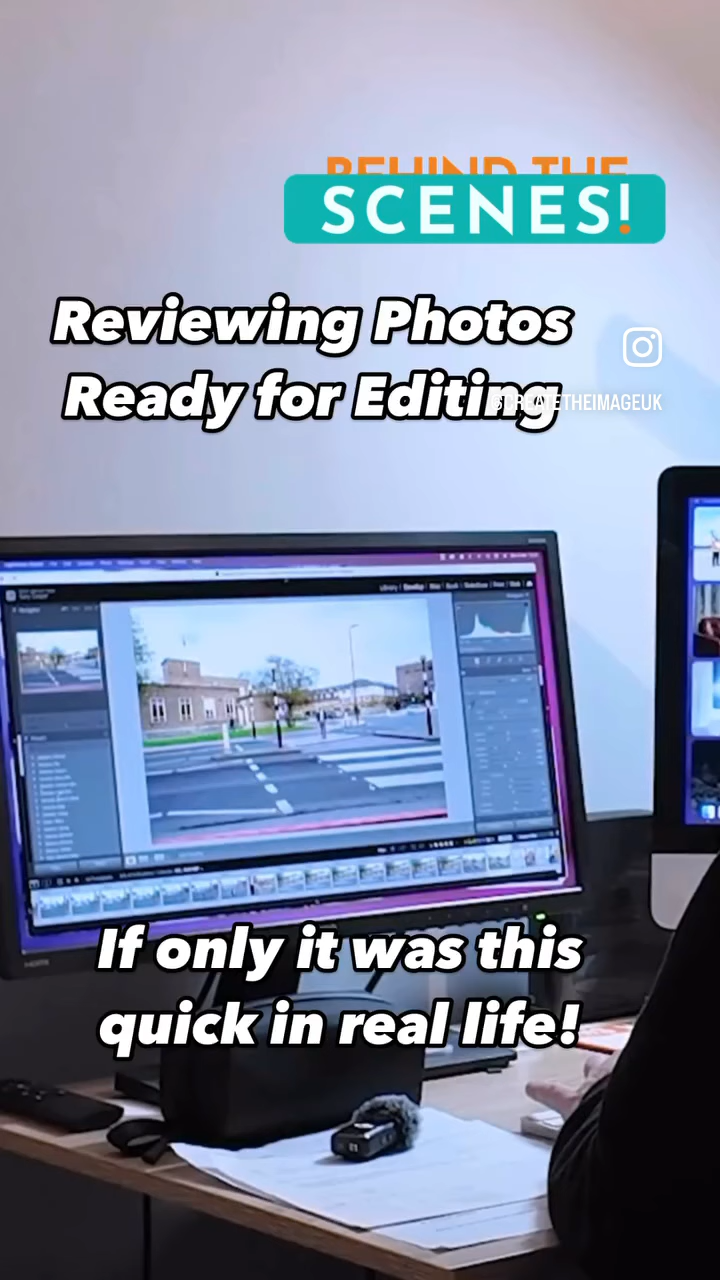 BEHIND THE
SCENES!
Reviewing Photos
Ready for Editing
@CREATETHEIMAGEUK
If only it was this
quick in real life!